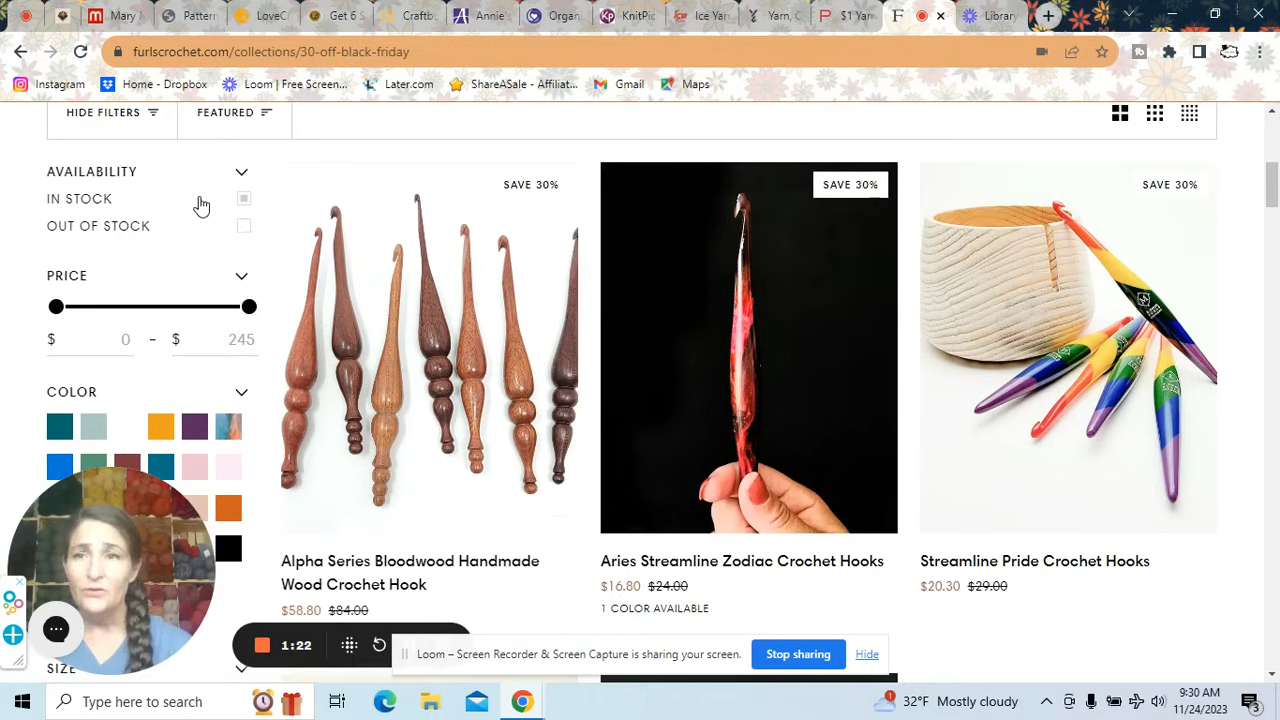 Mary
Pattern
LoveC
Get 6
Craftb
Annie
Organi
KnitPic
Ice Yar
Yarn, C
$1 Yar
F
Library
furlscrochet.com/collections/30-off-black-friday
Instagram
Home - Dropbox
Loom | Free Screen...
Later.com
ShareASale - Affiliat...
Gmail
Maps
HIDE FILTERS
FEATURED
AVAILABILITY
IN STOCK
OUT OF STOCK
PRICE
$ 0 - $ 245
COLOR
SIZE
SAVE 30%
SAVE 30%
SAVE 30%
Alpha Series Bloodwood Handmade
Wood Crochet Hook
$58.80 $84.00
Aries Streamline Zodiac Crochet Hooks
$16.80 $24.00
1 COLOR AVAILABLE
Streamline Pride Crochet Hooks
$20.30 $29.00
1:22
Loom – Screen Recorder & Screen Capture is sharing your screen.
Stop sharing
Hide
Type here to search
1
32°F Mostly cloudy
9:30 AM
11/24/2023
3